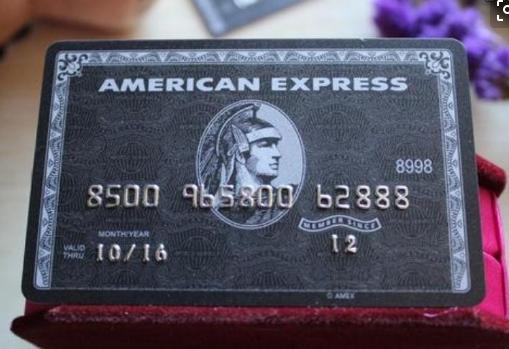 AMERICAN EXPRESS
8998
8500 965800 62888
MEMBER SINCE
MONTH/YEAR
VALID THRU 10/16 12
© AMEX